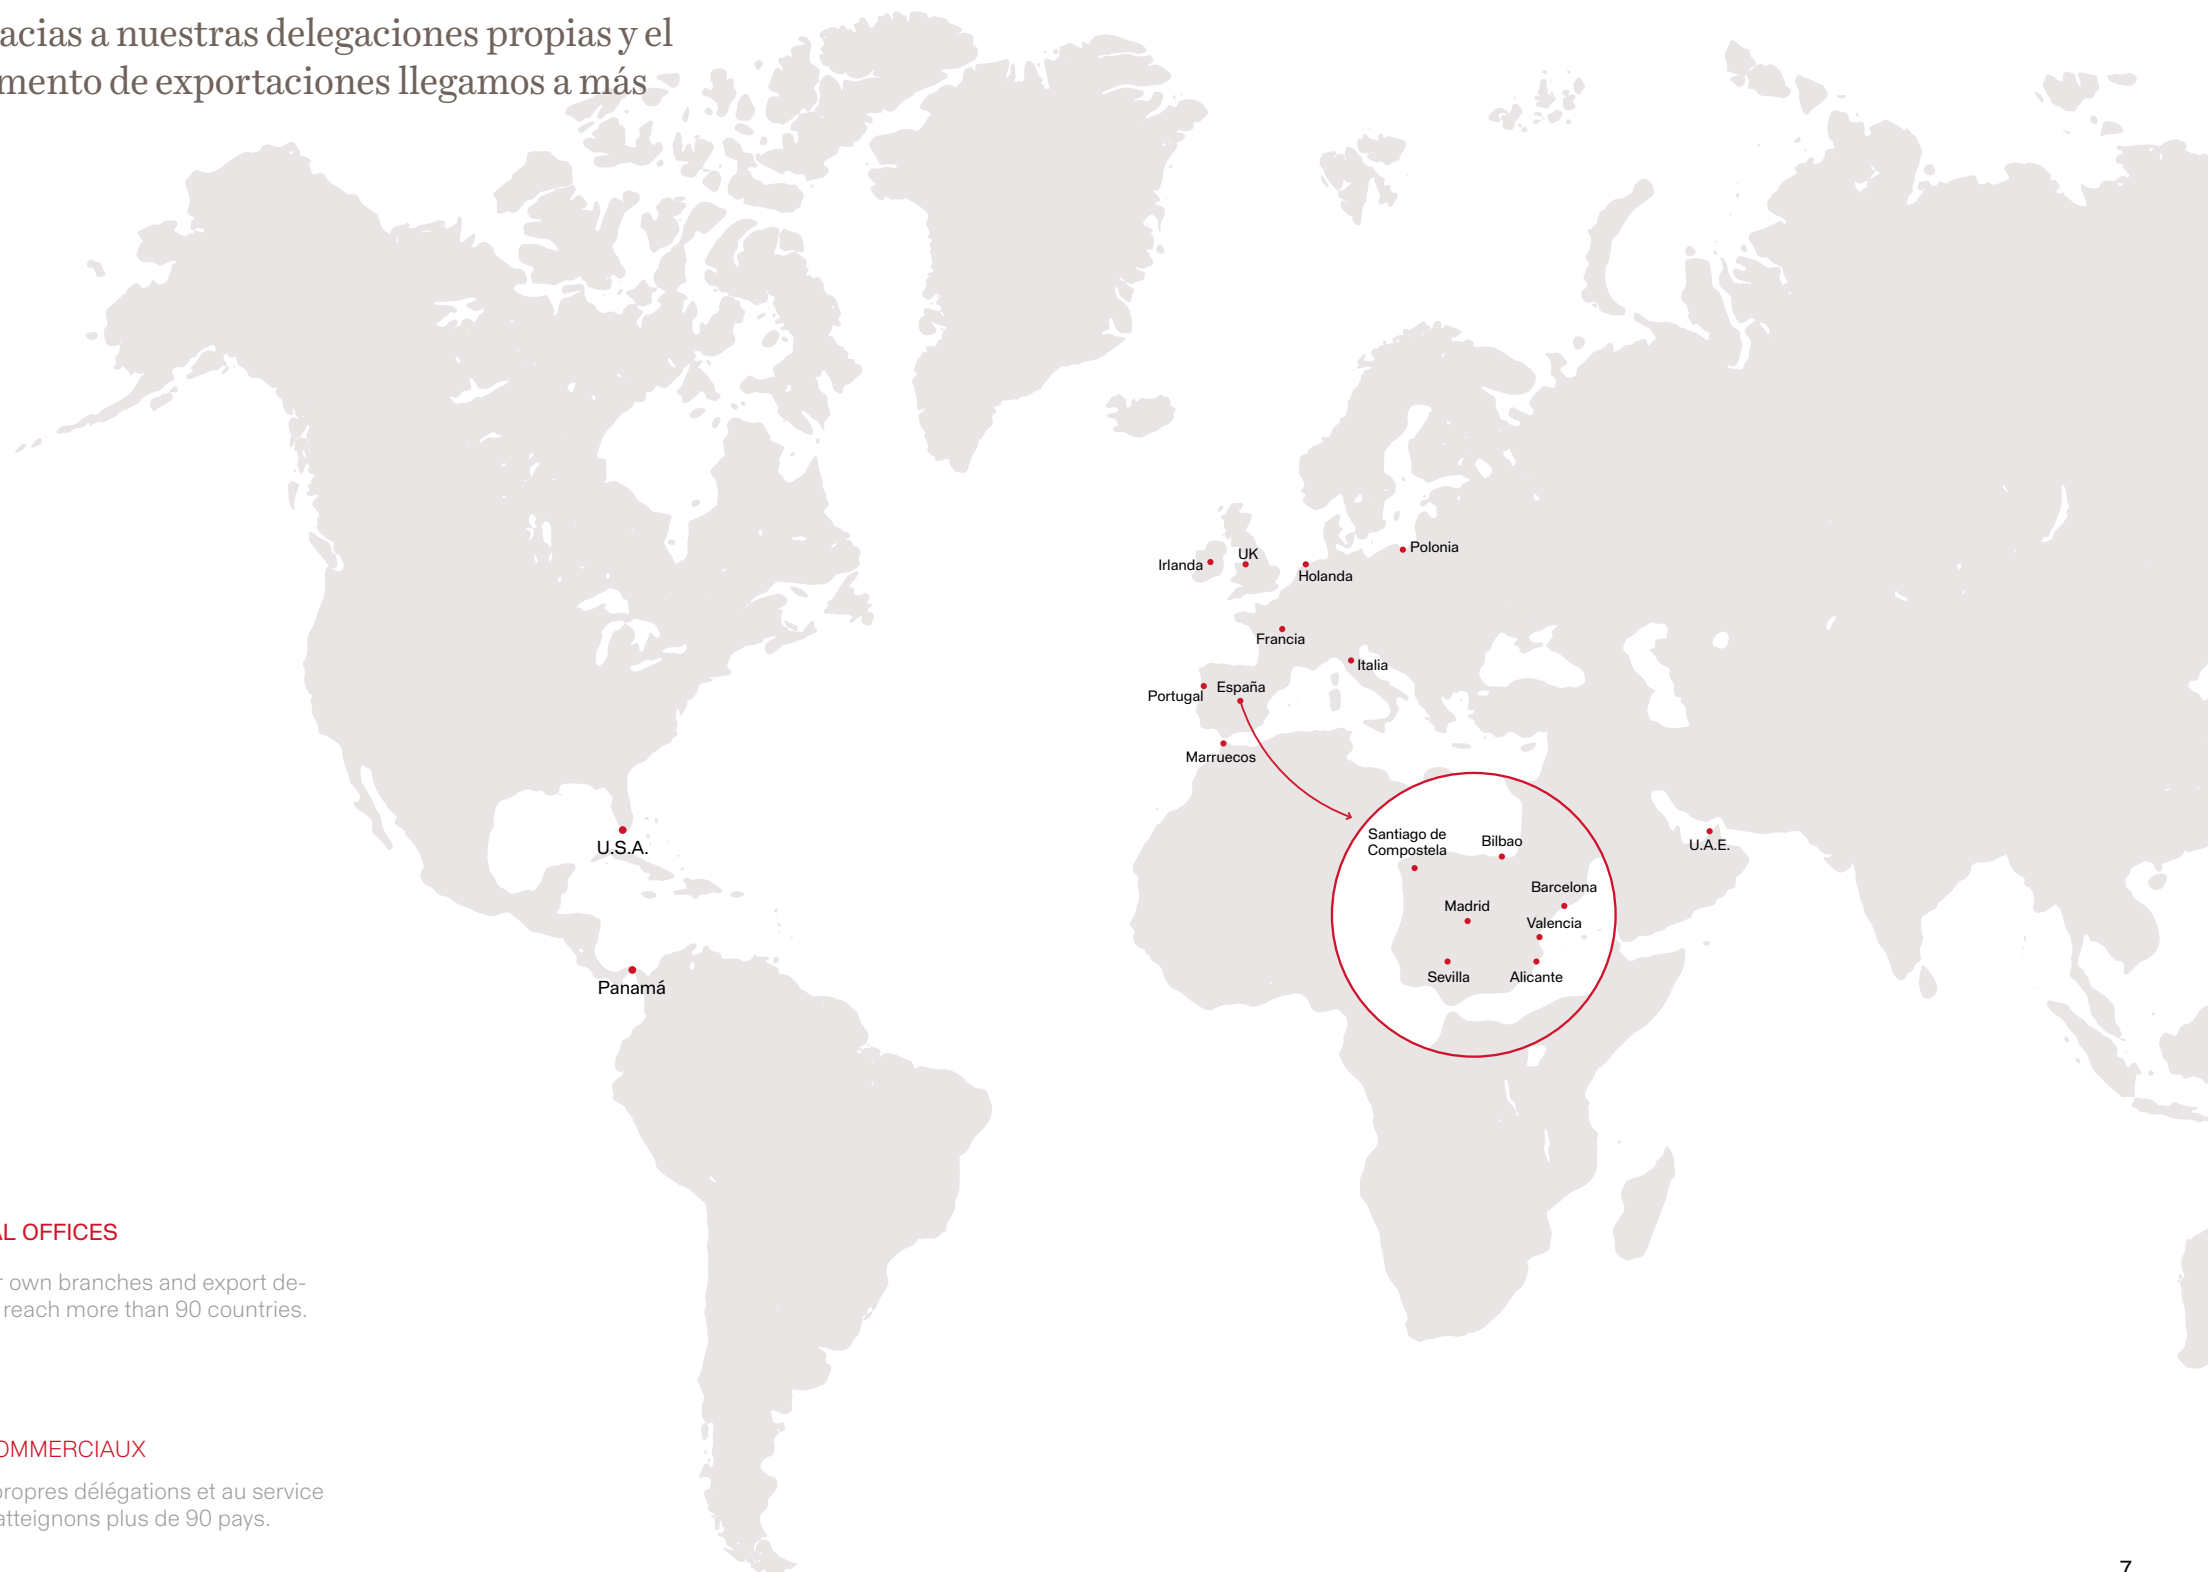 acias a nuestras delegaciones propias y el
mento de exportaciones llegamos a más
Irlanda
UK
Holanda
Polonia
Francia
Italia
Portugal
España
Marruecos
U.S.A.
Panamá
U.A.E.
Santiago de
Compostela
Bilbao
Barcelona
Madrid
Valencia
Sevilla
Alicante
AL OFFICES
r own branches and export de-
reach more than 90 countries.
OMMERCIAUX
propres délégations et au service
atteignons plus de 90 pays.
7